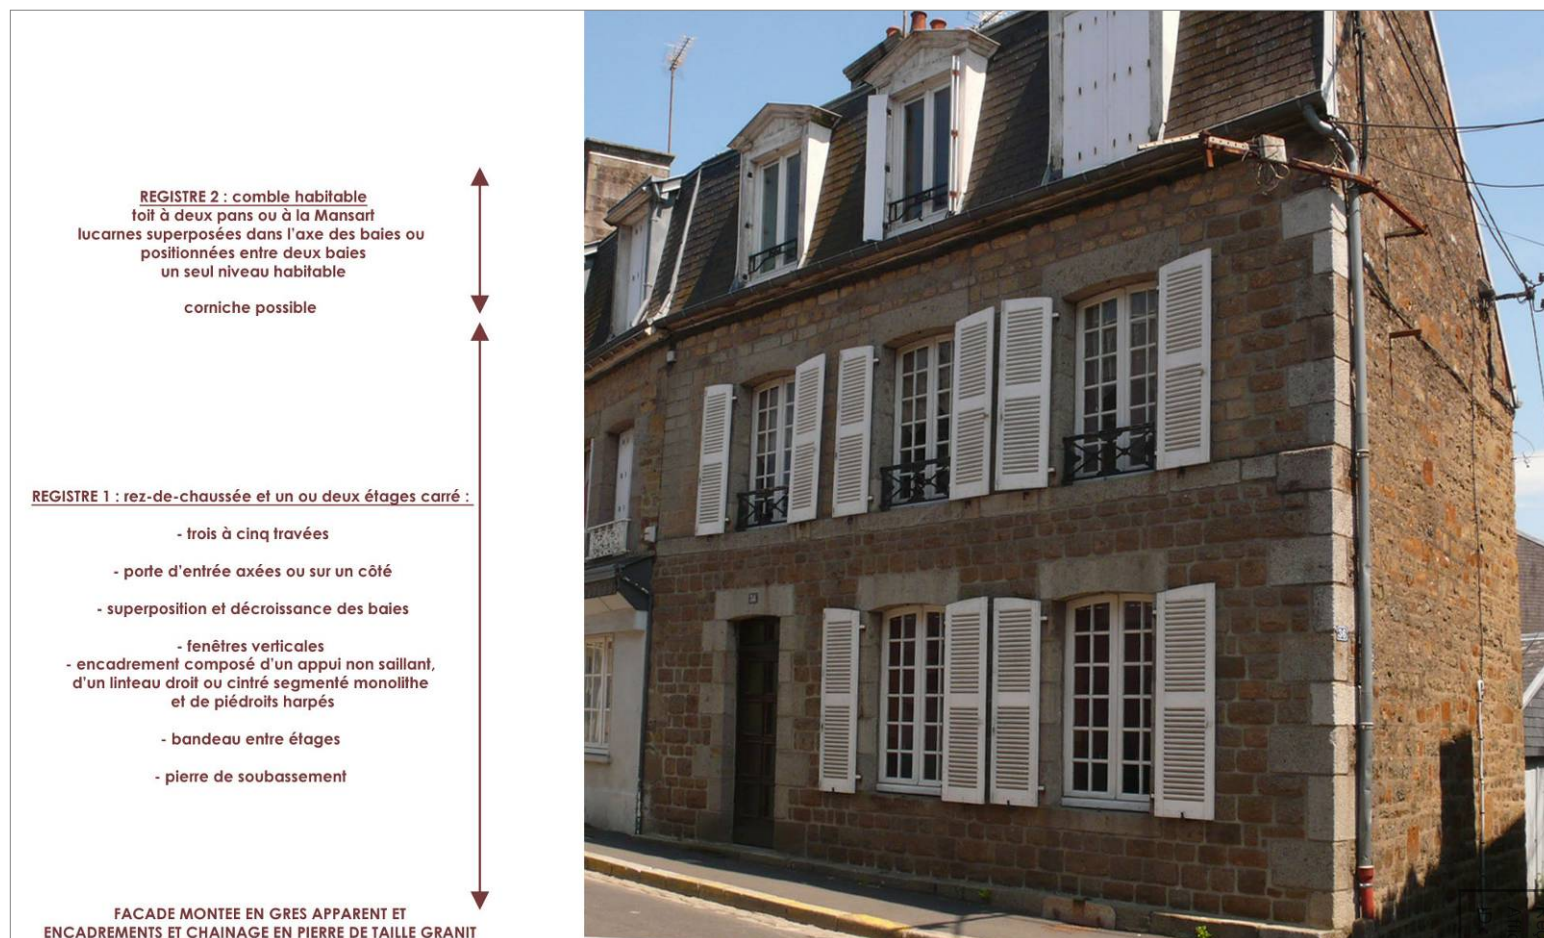 REGISTRE 2 : comble habitable
toit à deux pans ou à la Mansart
lucarnes superposées dans l'axe des baies ou
positionnées entre deux baies
un seul niveau habitable
corniche possible
REGISTRE 1 : rez-de-chaussée et un ou deux étages carré :
- trois à cinq travées
- porte d'entrée axées ou sur un côté
- superposition et décroissance des baies
- fenêtres verticales
- encadrement composé d'un appui non saillant,
d'un linteau droit ou cintré segmenté monolithe
et de piédroits harpés
- bandeau entre étages
- pierre de soubassement
FACADE MONTEE EN GRES APPARENT ET
ENCADREMENTS ET CHAINAGE EN PIERRE DE TAILLE GRANIT